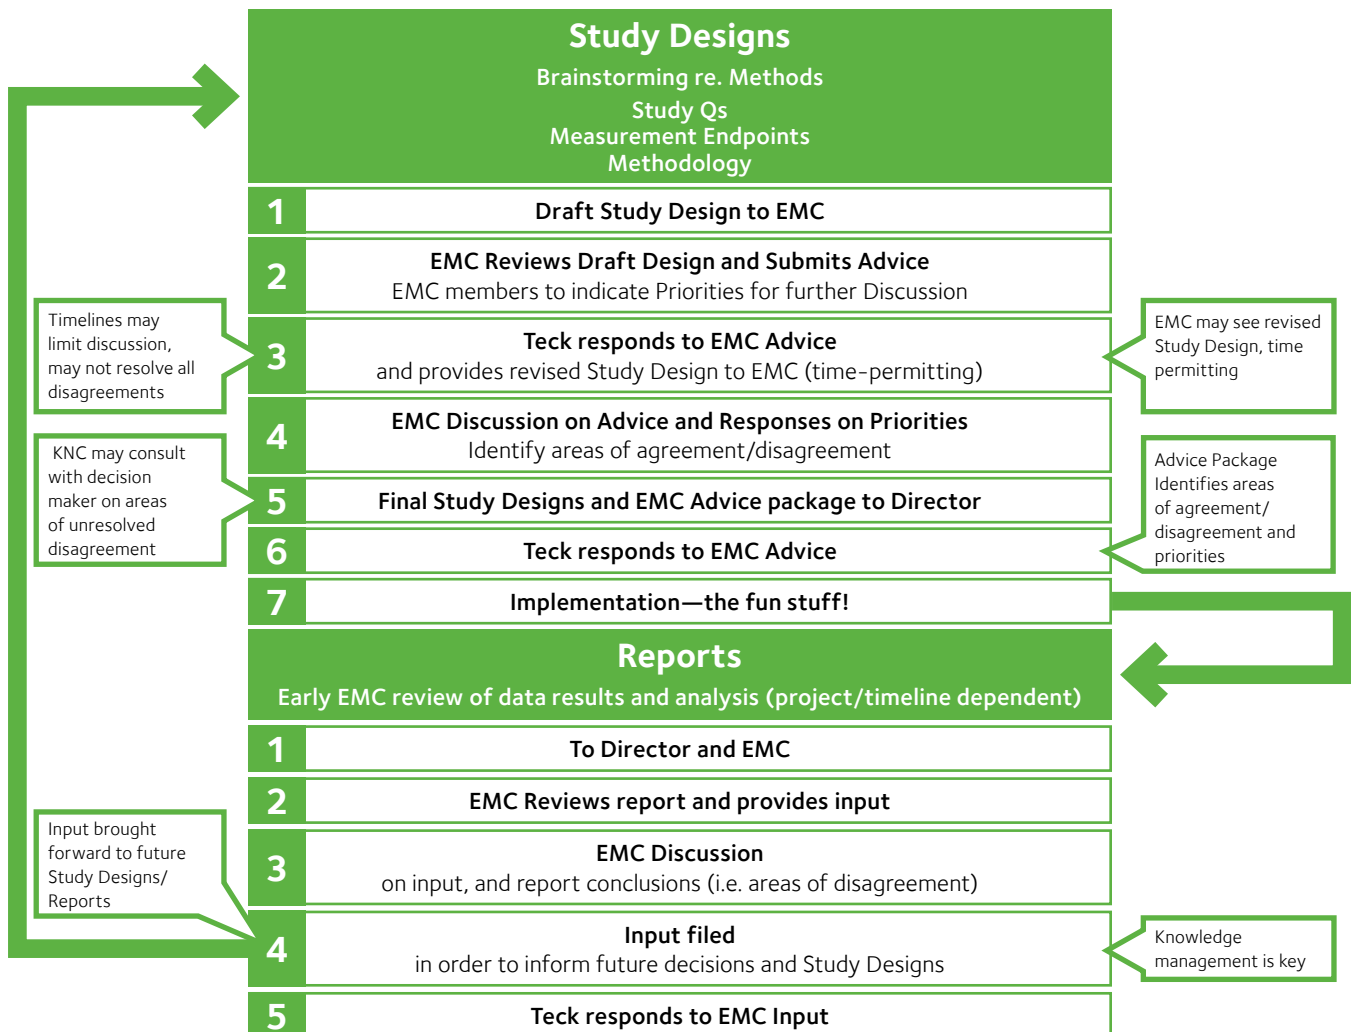 Study Designs
Brainstorming re. Methods
Study Qs
Measurement Endpoints
Methodology
1
Draft Study Design to EMC
2
EMC Reviews Draft Design and Submits Advice
EMC members to indicate Priorities for further Discussion
Timelines may
limit discussion,
may not resolve all
disagreements
3
Teck responds to EMC Advice
and provides revised Study Design to EMC (time-permitting)
EMC may see revised
Study Design, time
permitting
4
EMC Discussion on Advice and Responses on Priorities
Identify areas of agreement/disagreement
KNC may consult
with decision
maker on areas
of unresolved
disagreement
5
Final Study Designs and EMC Advice package to Director
Advice Package
Identifies areas
of agreement/
disagreement and
priorities
6
Teck responds to EMC Advice
7
Implementation—the fun stuff!
Reports
Early EMC review of data results and analysis (project/timeline dependent)
1
To Director and EMC
2
EMC Reviews report and provides input
Input brought
forward to future
Study Designs/
Reports
3
EMC Discussion
on input, and report conclusions (i.e. areas of disagreement)
4
Input filed
in order to inform future decisions and Study Designs
Knowledge
management is key
5
Teck responds to EMC Input